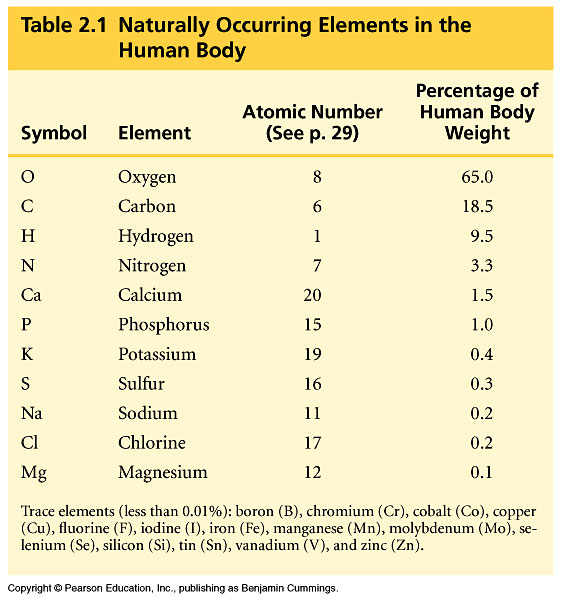 Table 2.1 Naturally Occurring Elements in the
Human Body
Percentage of
Atomic Number Human Body
Symbol Element (See p. 29) Weight
O Oxygen 8 65.0
C Carbon 6 18.5
H Hydrogen 1 9.5
N Nitrogen 7 3.3
Ca Calcium 20 1.5
P Phosphorus 15 1.0
K Potassium 19 0.4
S Sulfur 16 0.3
Na Sodium 11 0.2
Cl Chlorine 17 0.2
Mg Magnesium 12 0.1
Trace elements (less than 0.01%): boron (B), chromium (Cr), cobalt (Co), copper
(Cu), fluorine (F), iodine (I), iron (Fe), manganese (Mn), molybdenum (Mo), se-
lenium (Se), silicon (Si), tin (Sn), vanadium (V), and zinc (Zn).
Copyright © Pearson Education, Inc., publishing as Benjamin Cummings.